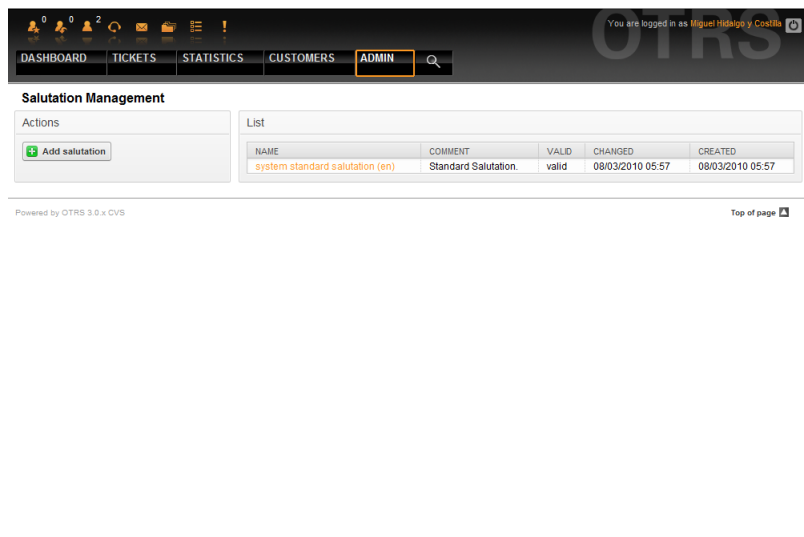 0 0 2 !
You are logged in as Miguel Hidalgo y Costilla
OTRS
DASHBOARD TICKETS STATISTICS CUSTOMERS ADMIN
Salutation Management
Actions
Add salutation
List
NAME COMMENT VALID CHANGED CREATED
system standard salutation (en) Standard Salutation. valid 08/03/2010 05:57 08/03/2010 05:57
Powered by OTRS 3.0.x CVS
Top of page